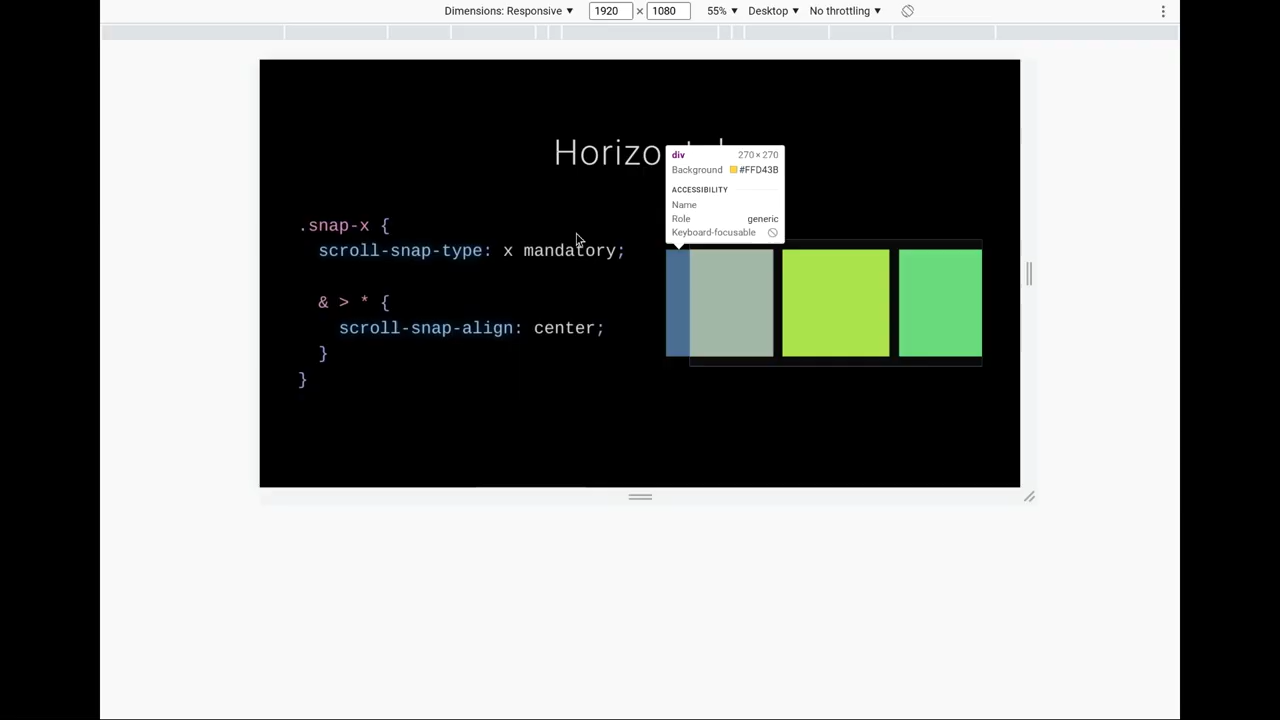 Dimensions: Responsive ▼ 1920 × 1080 55% ▼ Desktop ▼ No throttling ▼
div 270 × 270
Background #FFD43B
ACCESSIBILITY
Name
Role generic
Keyboard-focusable
.snap-x {
scroll-snap-type: x mandatory;
& > * {
scroll-snap-align: center;
}
}